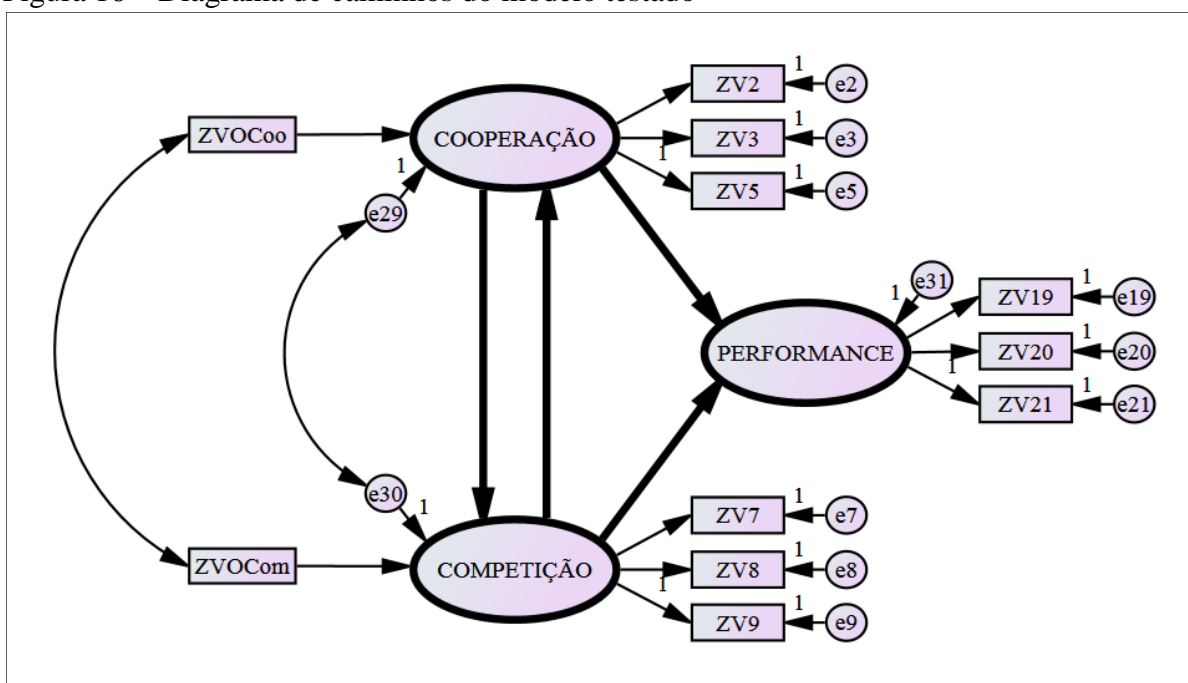 Figura 16 – Diagrama de caminhos do modelo testado
1
ZV2
e2
ZVOCoo
COOPERAÇÃO
1
ZV3
e3
1
1
1
ZV5
e5
e29
1
e31
1
ZV19
e19
PERFORMANCE
1
ZV20
e20
1
1
ZV21
e21
e30
1
1
ZV7
e7
ZVOCom
COMPETIÇÃO
1
ZV8
e8
1
1
ZV9
e9